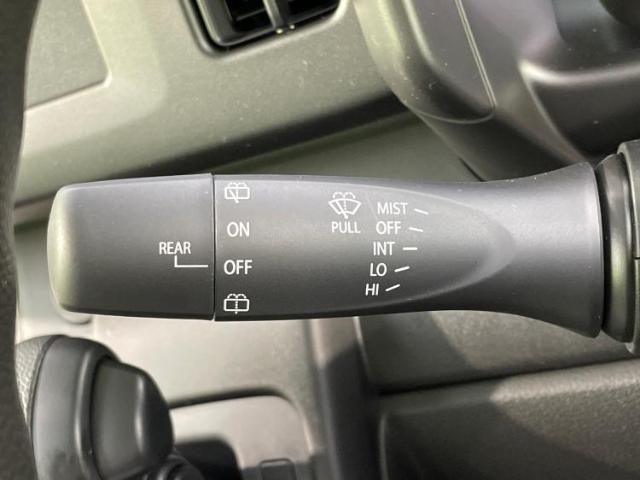 REAR
ON
OFF
PULL
MIST
OFF
INT
LO
HI